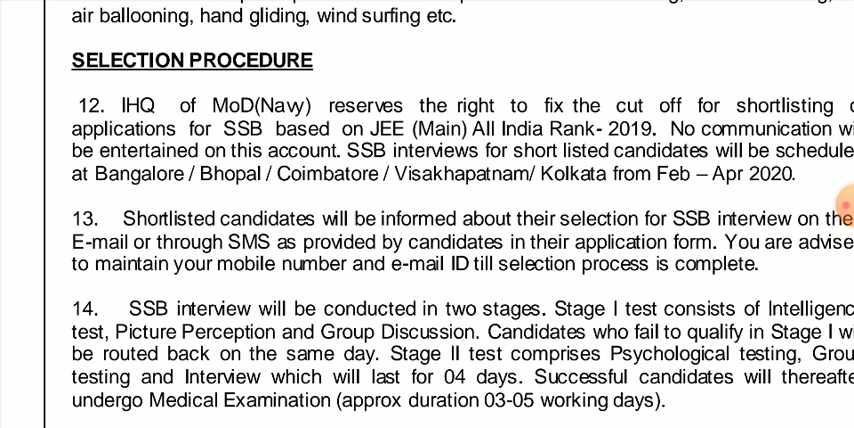 air ballooning, hand gliding, wind surfing etc.
SELECTION PROCEDURE
12. IHQ of MoD(Navy) reserves the right to fix the cut off for shortlisting
applications for SSB based on JEE (Main) All India Rank- 2019. No communication wi
be entertained on this account. SSB interviews for short listed candidates will be schedule
at Bangalore / Bhopal / Coimbatore / Visakhapatnam/ Kolkata from Feb – Apr 2020.
13. Shortlisted candidates will be informed about their selection for SSB interview on the
E-mail or through SMS as provided by candidates in their application form. You are advise
to maintain your mobile number and e-mail ID till selection process is complete.
14. SSB interview will be conducted in two stages. Stage I test consists of Intelligenc
test, Picture Perception and Group Discussion. Candidates who fail to qualify in Stage I wi
be routed back on the same day. Stage II test comprises Psychological testing, Grou
testing and Interview which will last for 04 days. Successful candidates will thereafte
undergo Medical Examination (approx duration 03-05 working days).